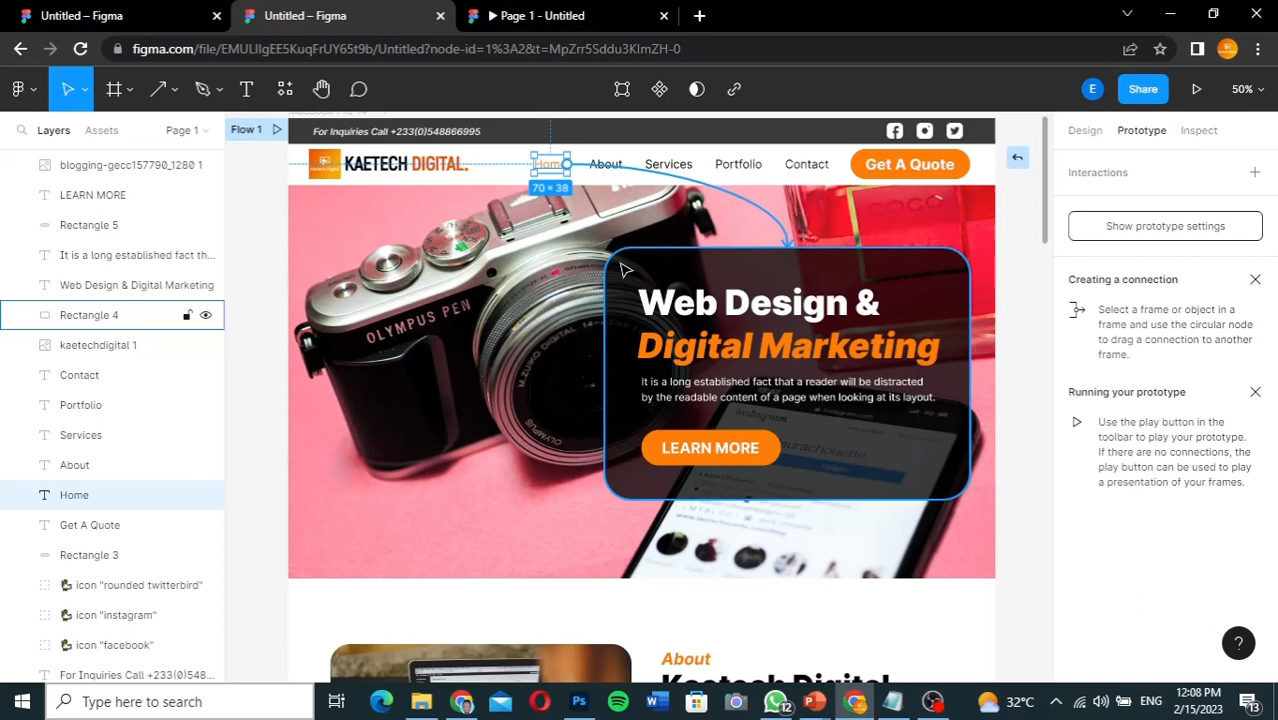 Untitled – Figma
Untitled – Figma
Page 1 - Untitled
figma.com/file/EMULIlgEE5KuqFrUY65t9b/Untitled?node-id=1%3A2&t=MpZrr5Sddu3KlmZH-0
E
Share
50%
Layers
Assets
Page 1
blogging-gecc157790_1280 1
LEARN MORE
Rectangle 5
It is a long established fact th...
Web Design & Digital Marketing
Rectangle 4
kaetechdigital 1
Contact
Portfolio
Services
About
Home
Get A Quote
Rectangle 3
icon "rounded twitterbird"
icon "instagram"
icon "facebook"
For Inquiries Call +233(0)548...
Flow 1
For Inquiries Call +233(0)548866995
KAETECH DIGITAL.
Home
About
Services
Portfolio
Contact
Get A Quote
70 × 38
COCO
OLYMPUS PEN
Web Design &
Digital Marketing
It is a long established fact that a reader will be distracted
by the readable content of a page when looking at its layout.
LEARN MORE
About
Kaetech Digital
Design
Prototype
Inspect
Interactions
Show prototype settings
Creating a connection
Select a frame or object in a
frame and use the circular node
to drag a connection to another
frame.
Running your prototype
Use the play button in the
toolbar to play your prototype.
If there are no connections, the
play button can be used to play
a presentation of your frames.
?
Type here to search
12
32°C
ENG
12:08 PM
2/15/2023
13